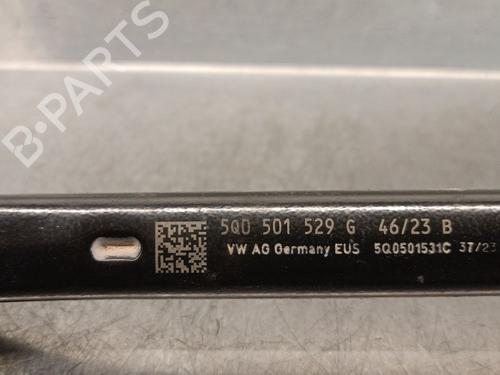 B-PARTS
5Q0 501 529 G 46/23 B
VW AG Germany EUS 5Q0501531C 37/23